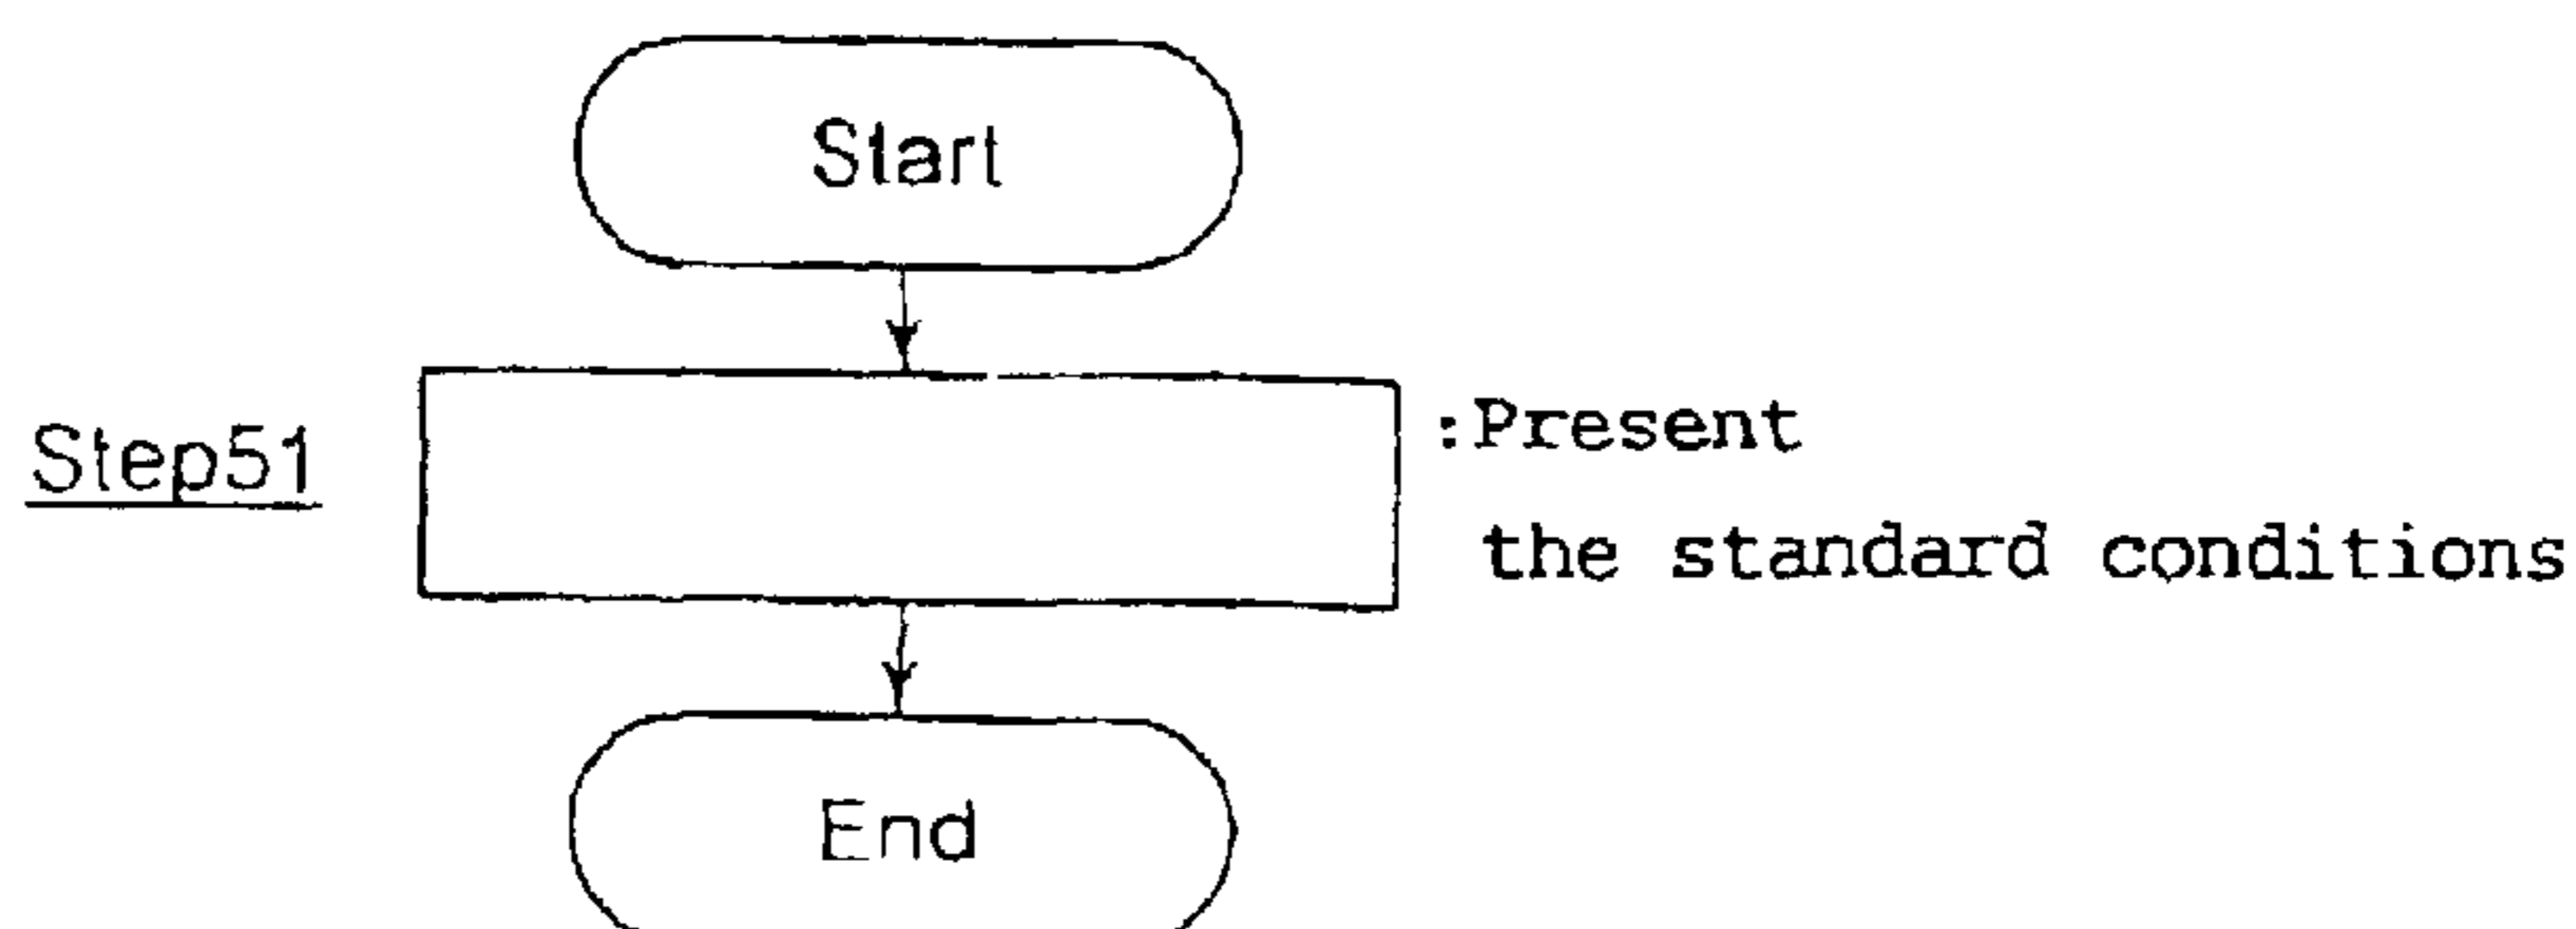 Start
Step51
:Present
the standard conditions
End